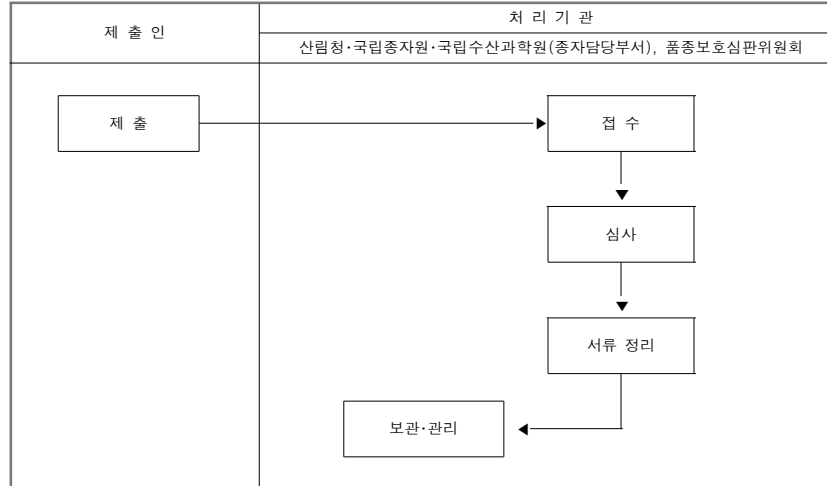 제 출 인
처 리 기 관
산림청·국립종자원·국립수산과학원(종자담당부서), 품종보호심판위원회
제 출
접 수
심사
서류 정리
보관·관리